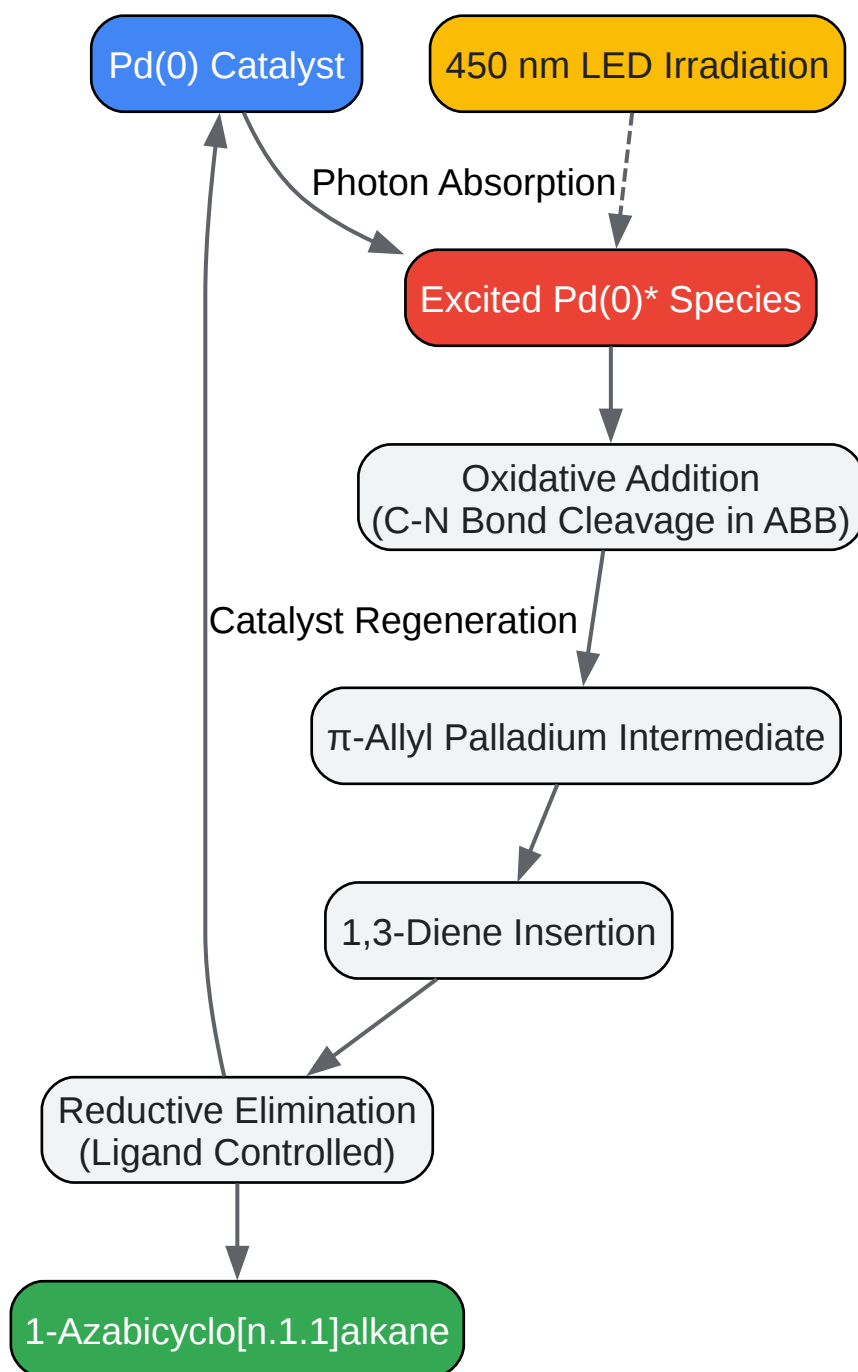 Pd(0) Catalyst
450 nm LED Irradiation
Photon Absorption
Excited Pd(0)* Species
Oxidative Addition
(C-N Bond Cleavage in ABB)
Catalyst Regeneration
π-Allyl Palladium Intermediate
1,3-Diene Insertion
Reductive Elimination
(Ligand Controlled)
1-Azabicyclo[n.1.1]alkane